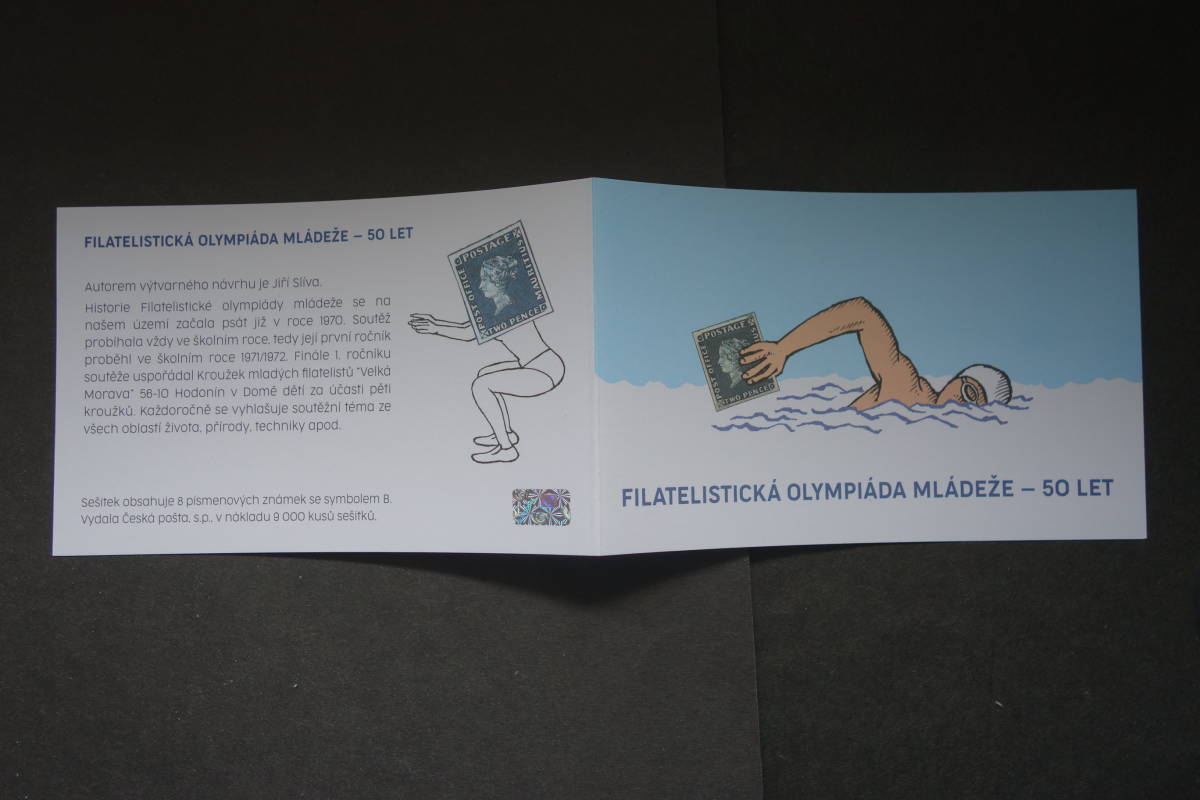 FILATELISTICKÁ OLYMPIÁDA MLÁDEŽE – 50 LET
Autorem výtvarného návrhu je Jiří Slíva.
Historie Filatelistické olympiády mládeže se na
našem území začala psát již v roce 1970. Soutěž
probíhala vždy ve školním roce, tedy její první ročník
proběhl ve školním roce 1971/1972. Finále 1. ročníku
soutěže uspořádal Kroužek mladých filatelistů "Velká
Morava" 56-10 Hodonín v Domě dětí za účasti pěti
kroužků. Každoročně se vyhlašuje soutěžní téma ze
všech oblastí života, přírody, techniky apod.
Sešitek obsahuje 8 písmenových známek se symbolem B.
Vydala Česká pošta, s.p., v nákladu 9 000 kusů sešitků.
POSTAGE
POST OFFICE
MAURITIUS
TWO PENCE
POSTAGE
POST OFFICE
TWO PENCE
FILATELISTICKÁ OLYMPIÁDA MLÁDEŽE – 50 LET